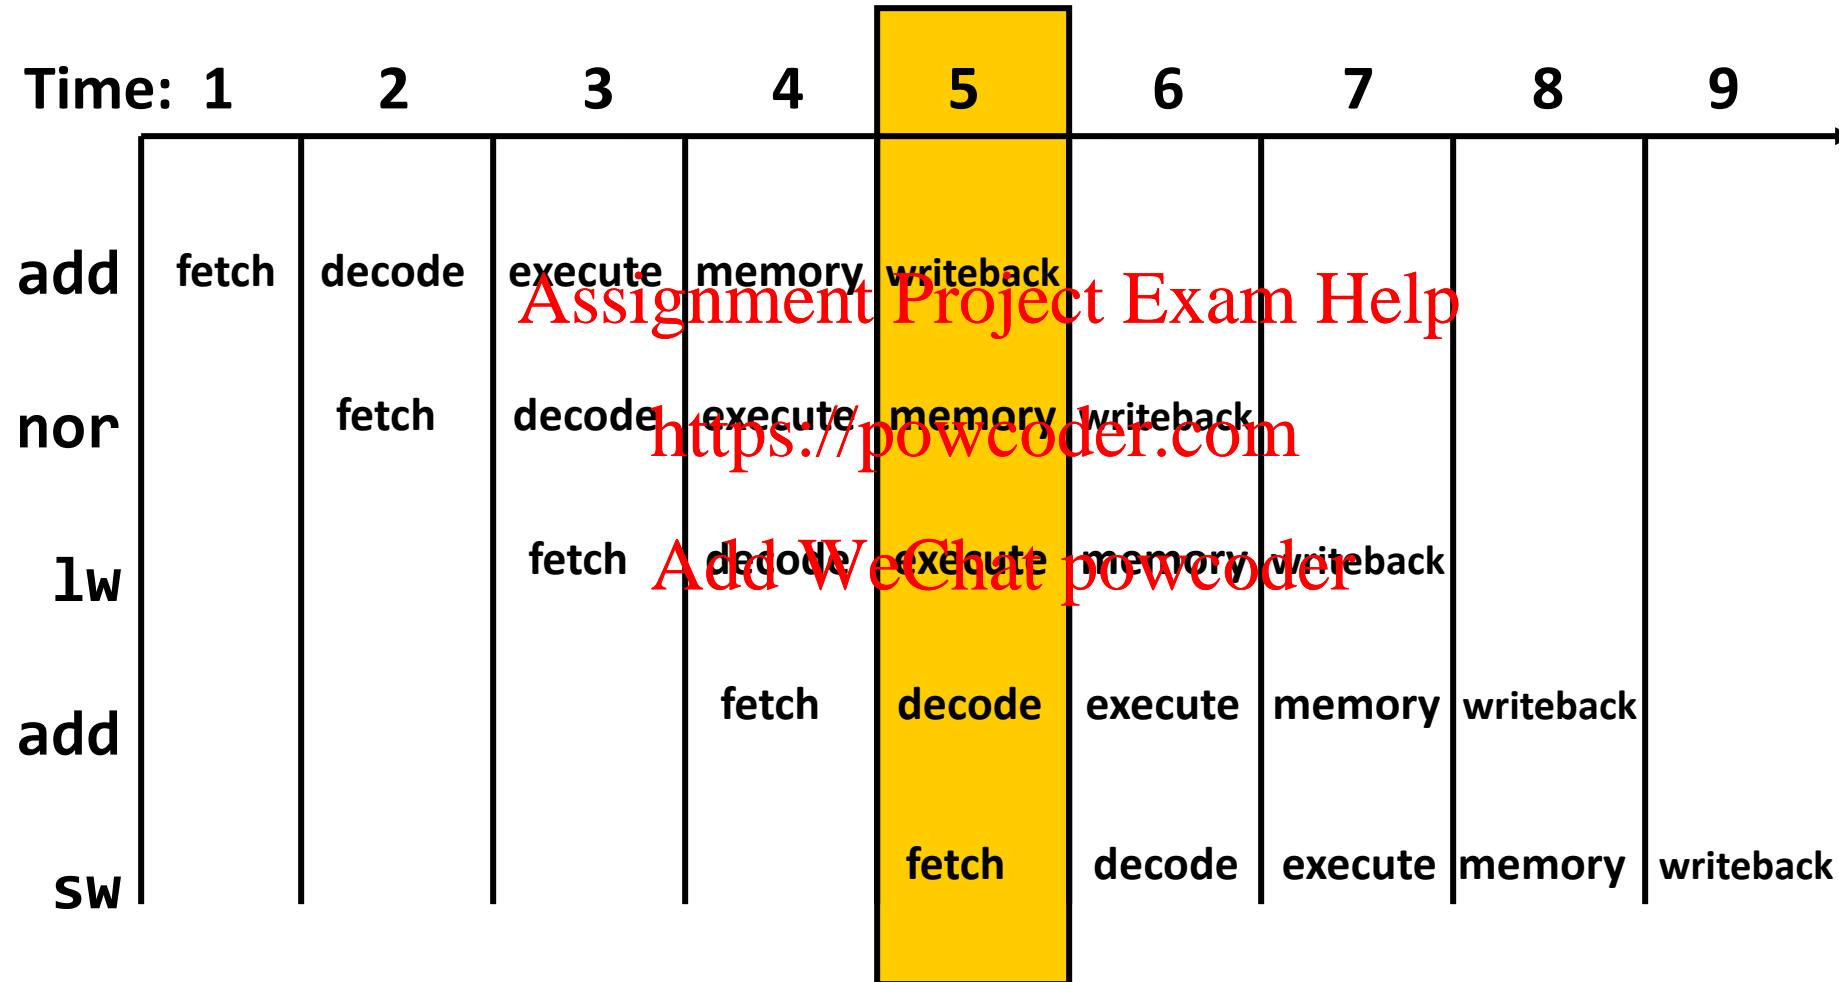 Time: 1 2 3 4 5 6 7 8 9
add fetch decode execute memory writeback
Assignment Project Exam Help
nor fetch decode execute memory writeback
https://powcoder.com
lw fetch decode execute memory writeback
Add WeChat powcoder
add fetch decode execute memory writeback
sw fetch decode execute memory writeback